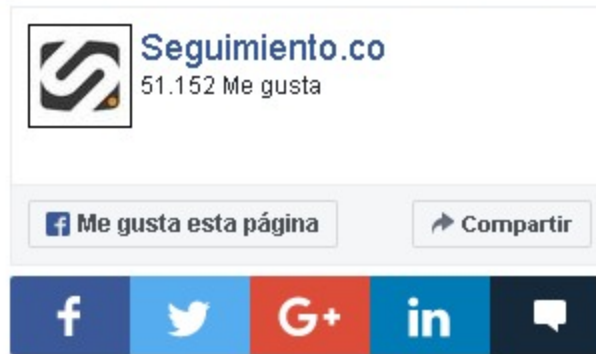 Seguimiento.co
51.152 Me gusta
f Me gusta esta página
Compartir
f
G+
in